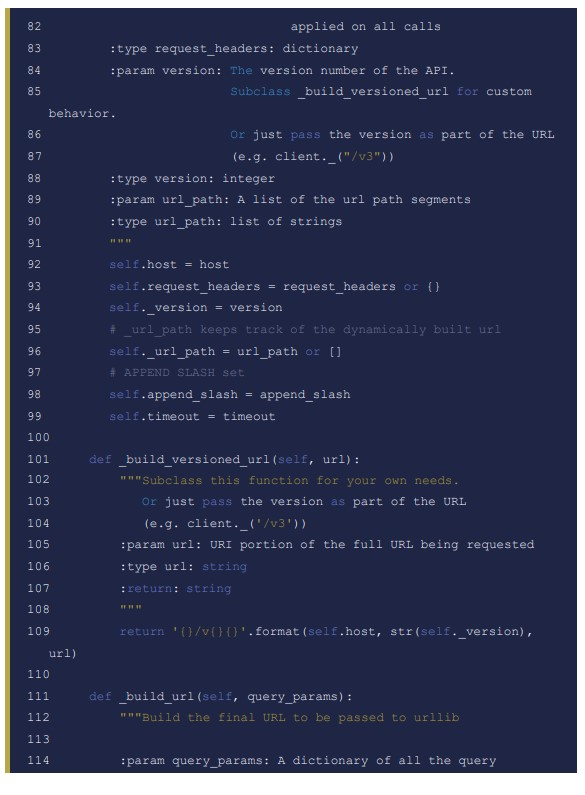 82                                 applied on all calls
83         :type request_headers: dictionary
84         :param version: The version number of the API.
85                         Subclass _build_versioned_url for custom
behavior.
86                         Or just pass the version as part of the URL
87                         (e.g. client._("/v3"))
88         :type version: integer
89         :param url_path: A list of the url path segments
90         :type url_path: list of strings
91         """
92         self.host = host
93         self.request_headers = request_headers or {}
94         self._version = version
95         # _url_path keeps track of the dynamically built url
96         self._url_path = url_path or []
97         # APPEND SLASH set
98         self.append_slash = append_slash
99         self.timeout = timeout
100
101     def _build_versioned_url(self, url):
102         """Subclass this function for your own needs.
103            Or just pass the version as part of the URL
104            (e.g. client._('/v3'))
105         :param url: URI portion of the full URL being requested
106         :type url: string
107         :return: string
108         """
109         return '{}/v{}{}'.format(self.host, str(self._version),
url)
110
111     def _build_url(self, query_params):
112         """Build the final URL to be passed to urllib
113
114         :param query_params: A dictionary of all the query